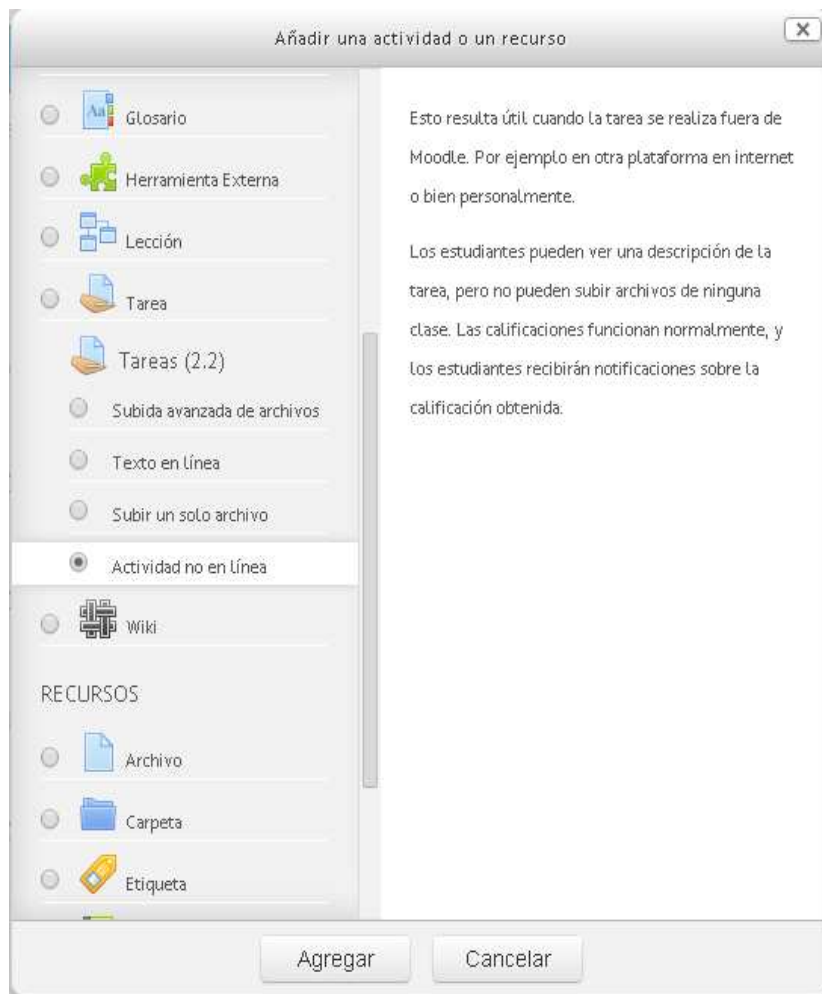 Añadir una actividad o un recurso
Glosario
Herramienta Externa
Lección
Tarea
Tareas (2.2)
Subida avanzada de archivos
Texto en línea
Subir un solo archivo
Actividad no en línea
Wiki
RECURSOS
Archivo
Carpeta
Etiqueta
Esto resulta útil cuando la tarea se realiza fuera de
Moodle. Por ejemplo en otra plataforma en internet
o bien personalmente.
Los estudiantes pueden ver una descripción de la
tarea, pero no pueden subir archivos de ninguna
clase. Las calificaciones funcionan normalmente, y
los estudiantes recibirán notificaciones sobre la
calificación obtenida.
Agregar
Cancelar